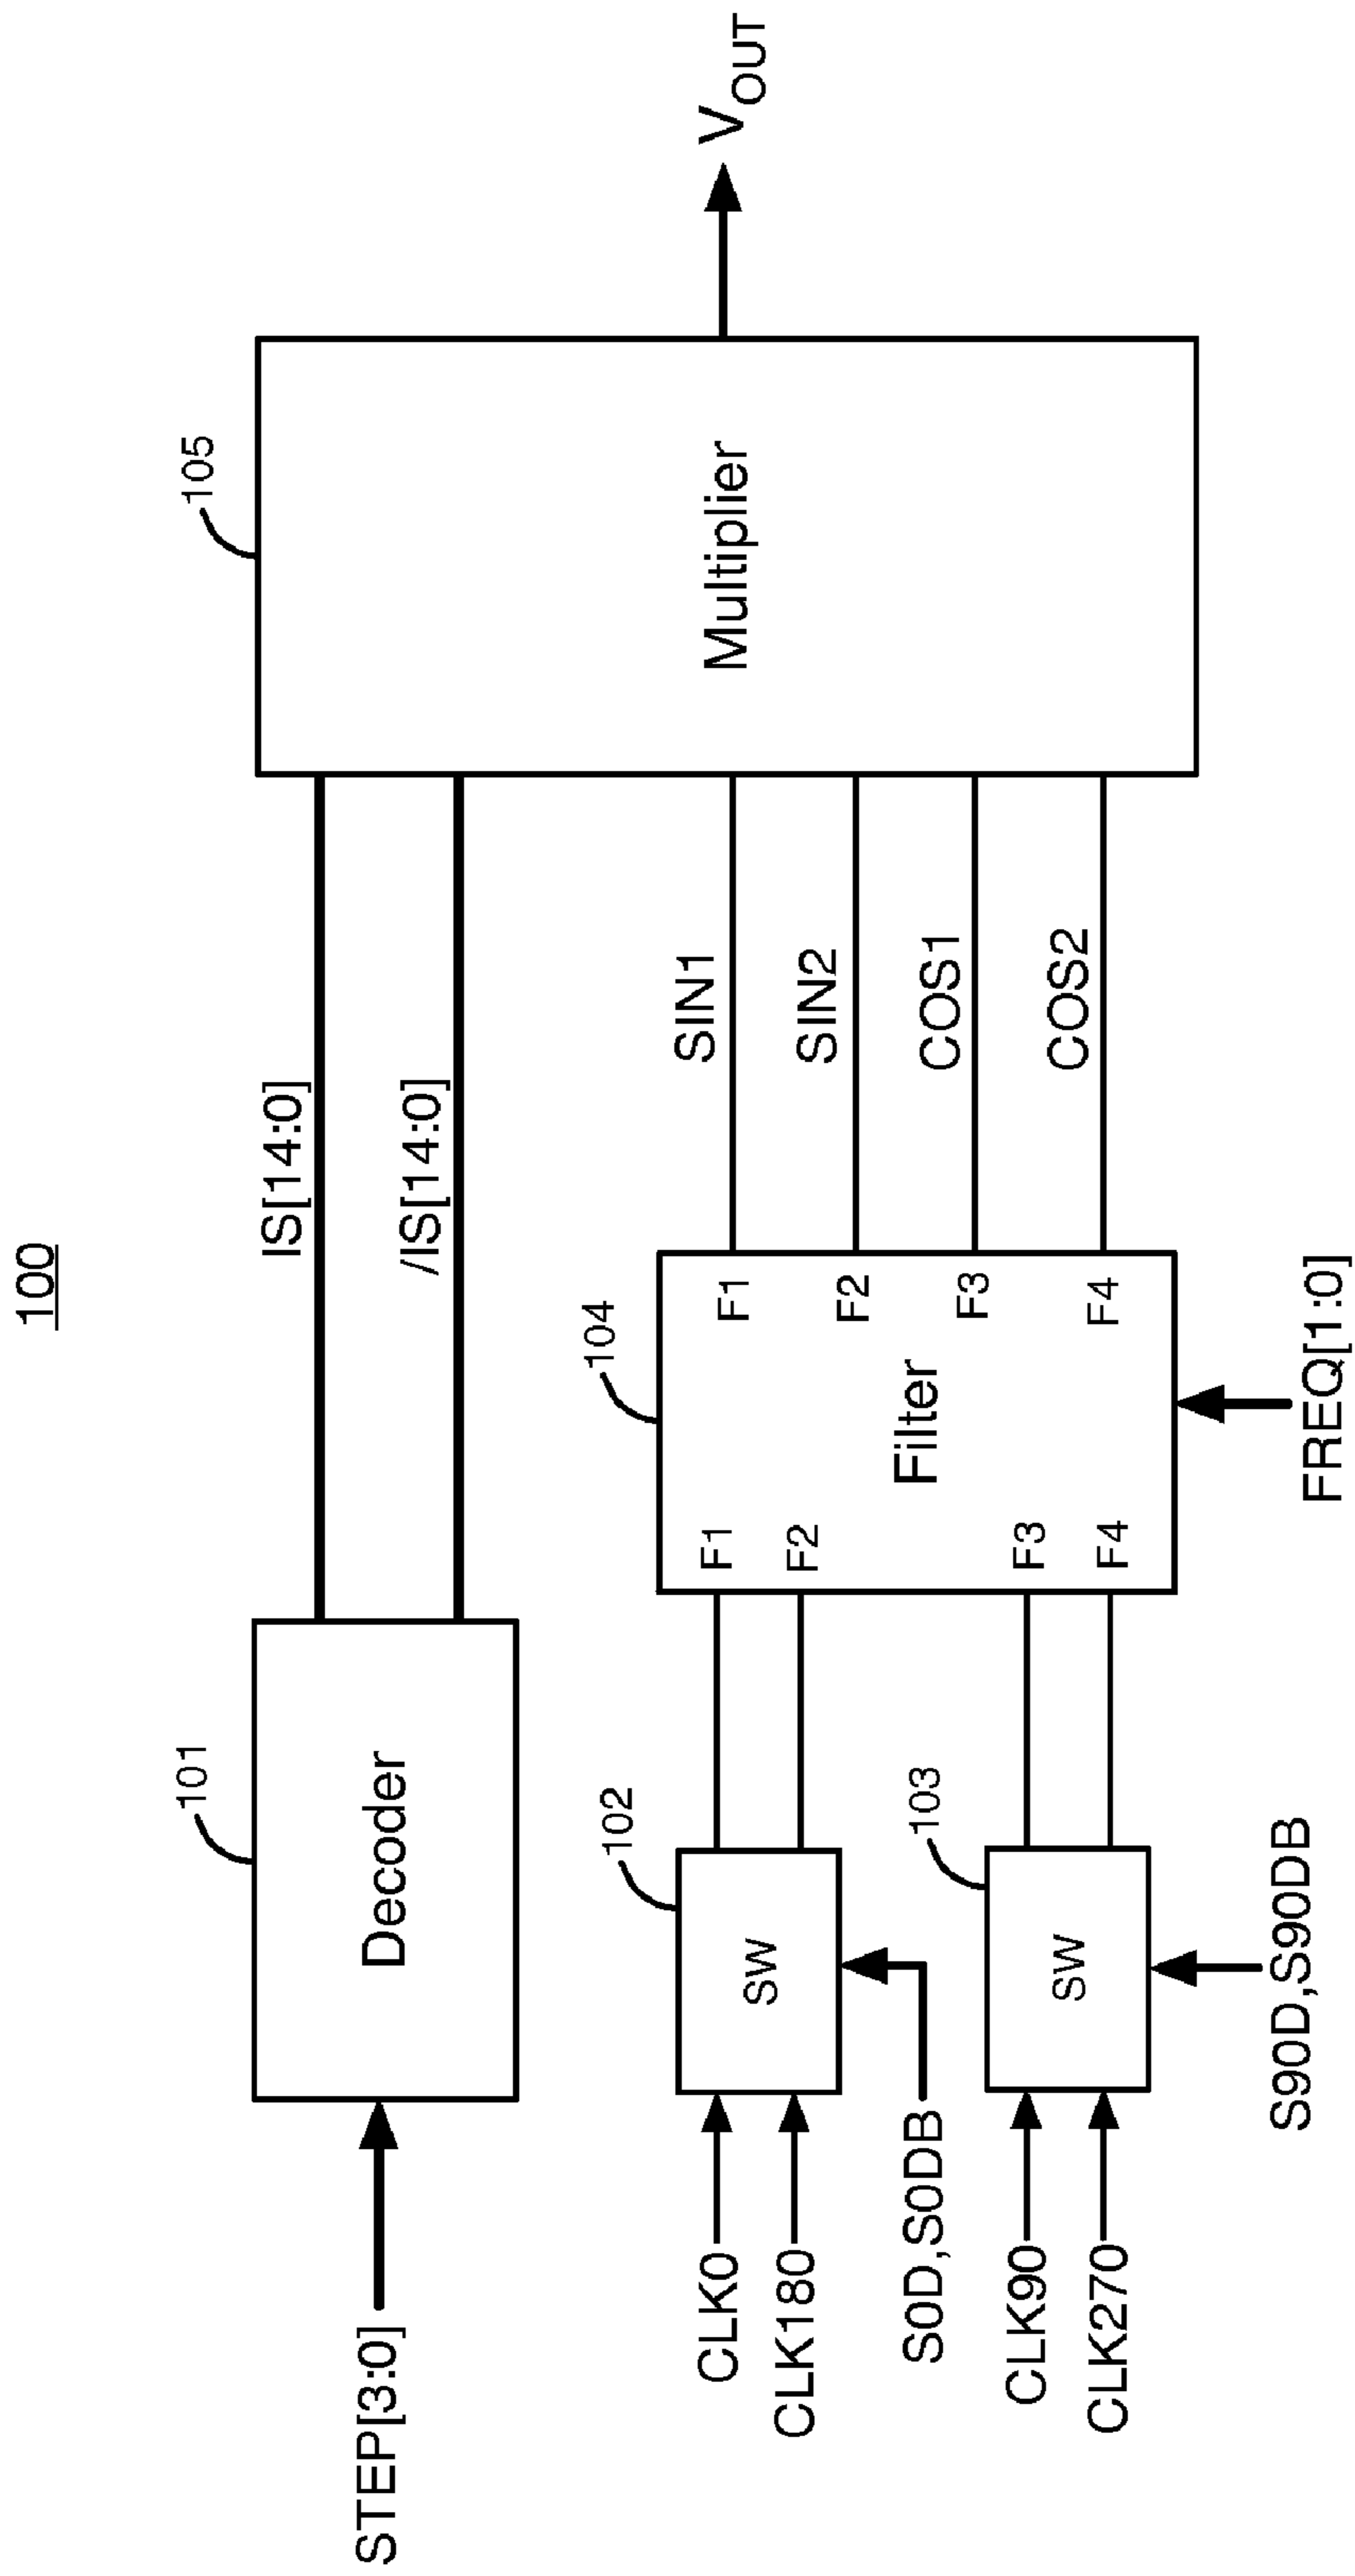 100
STEP[3:0]
101
Decoder
IS[14:0]
/IS[14:0]
105
Multiplier
V OUT
CLK0
CLK180
102
SW
S0D,S0DB
CLK90
CLK270
103
SW
S90D,S90DB
104
Filter
F1
F2
F3
F4
F1
F2
F3
F4
FREQ[1:0]
SIN1
SIN2
COS1
COS2